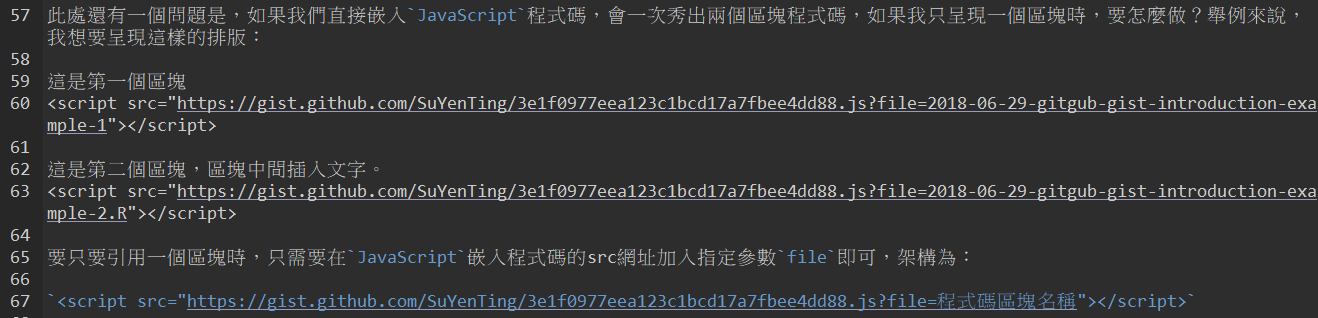 57 此處還有一個問題是，如果我們直接嵌入`JavaScript`程式碼，會一次秀出兩個區塊程式碼，如果我只呈現一個區塊時，要怎麼做？舉例來說，
我想要呈現這樣的排版：
58
59 這是第一個區塊
60 <script src="https://gist.github.com/SuYenTing/3e1f0977eea123c1bcd17a7fbee4dd88.js?file=2018-06-29-gitgub-gist-introduction-exa
mple-1"></script>
61
62 這是第二個區塊，區塊中間插入文字。
63 <script src="https://gist.github.com/SuYenTing/3e1f0977eea123c1bcd17a7fbee4dd88.js?file=2018-06-29-gitgub-gist-introduction-exa
mple-2.R"></script>
64
65 要只要引用一個區塊時，只需要在`JavaScript`嵌入程式碼的src網址加入指定參數`file`即可，架構為：
66
67 `<script src="https://gist.github.com/SuYenTing/3e1f0977eea123c1bcd17a7fbee4dd88.js?file=程式碼區塊名稱"></script>`